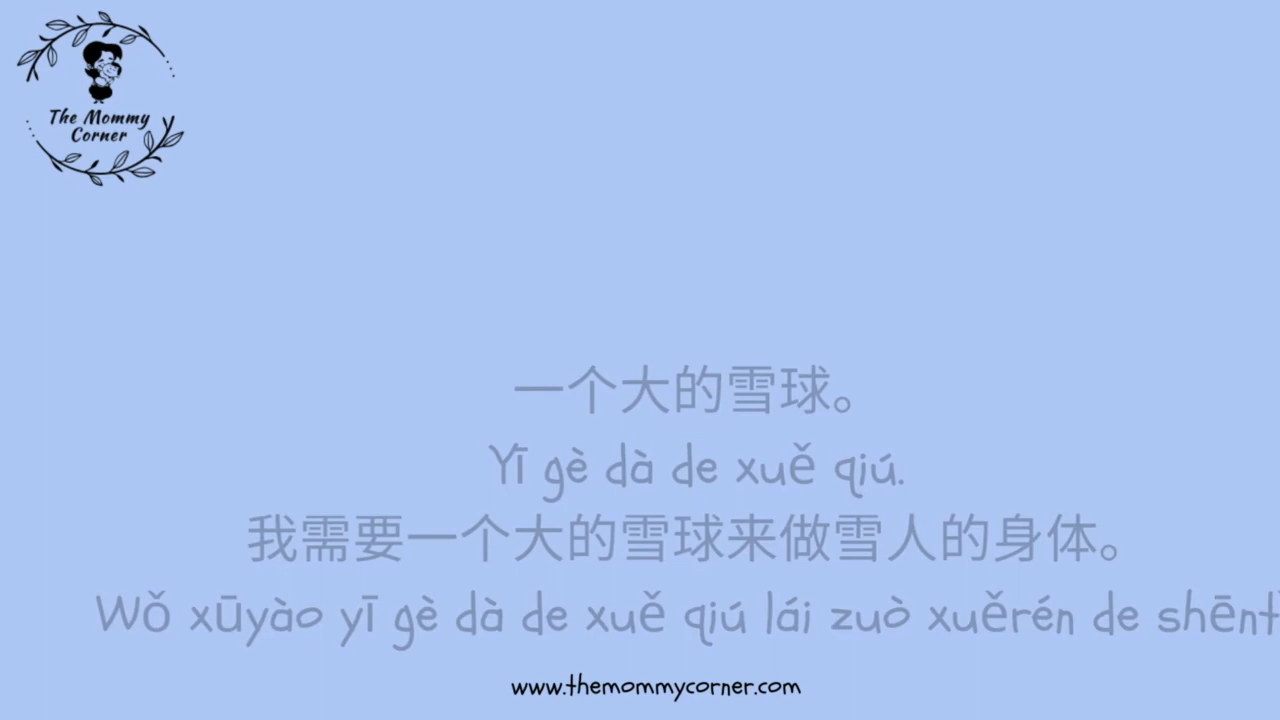 The Mommy
Corner
一个大的雪球。
Yī gè dà de xuě qiú.
我需要一个大的雪球来做雪人的身体。
Wǒ xūyào yī gè dà de xuě qiú lái zuò xuěrén de
www.themommycorner.com